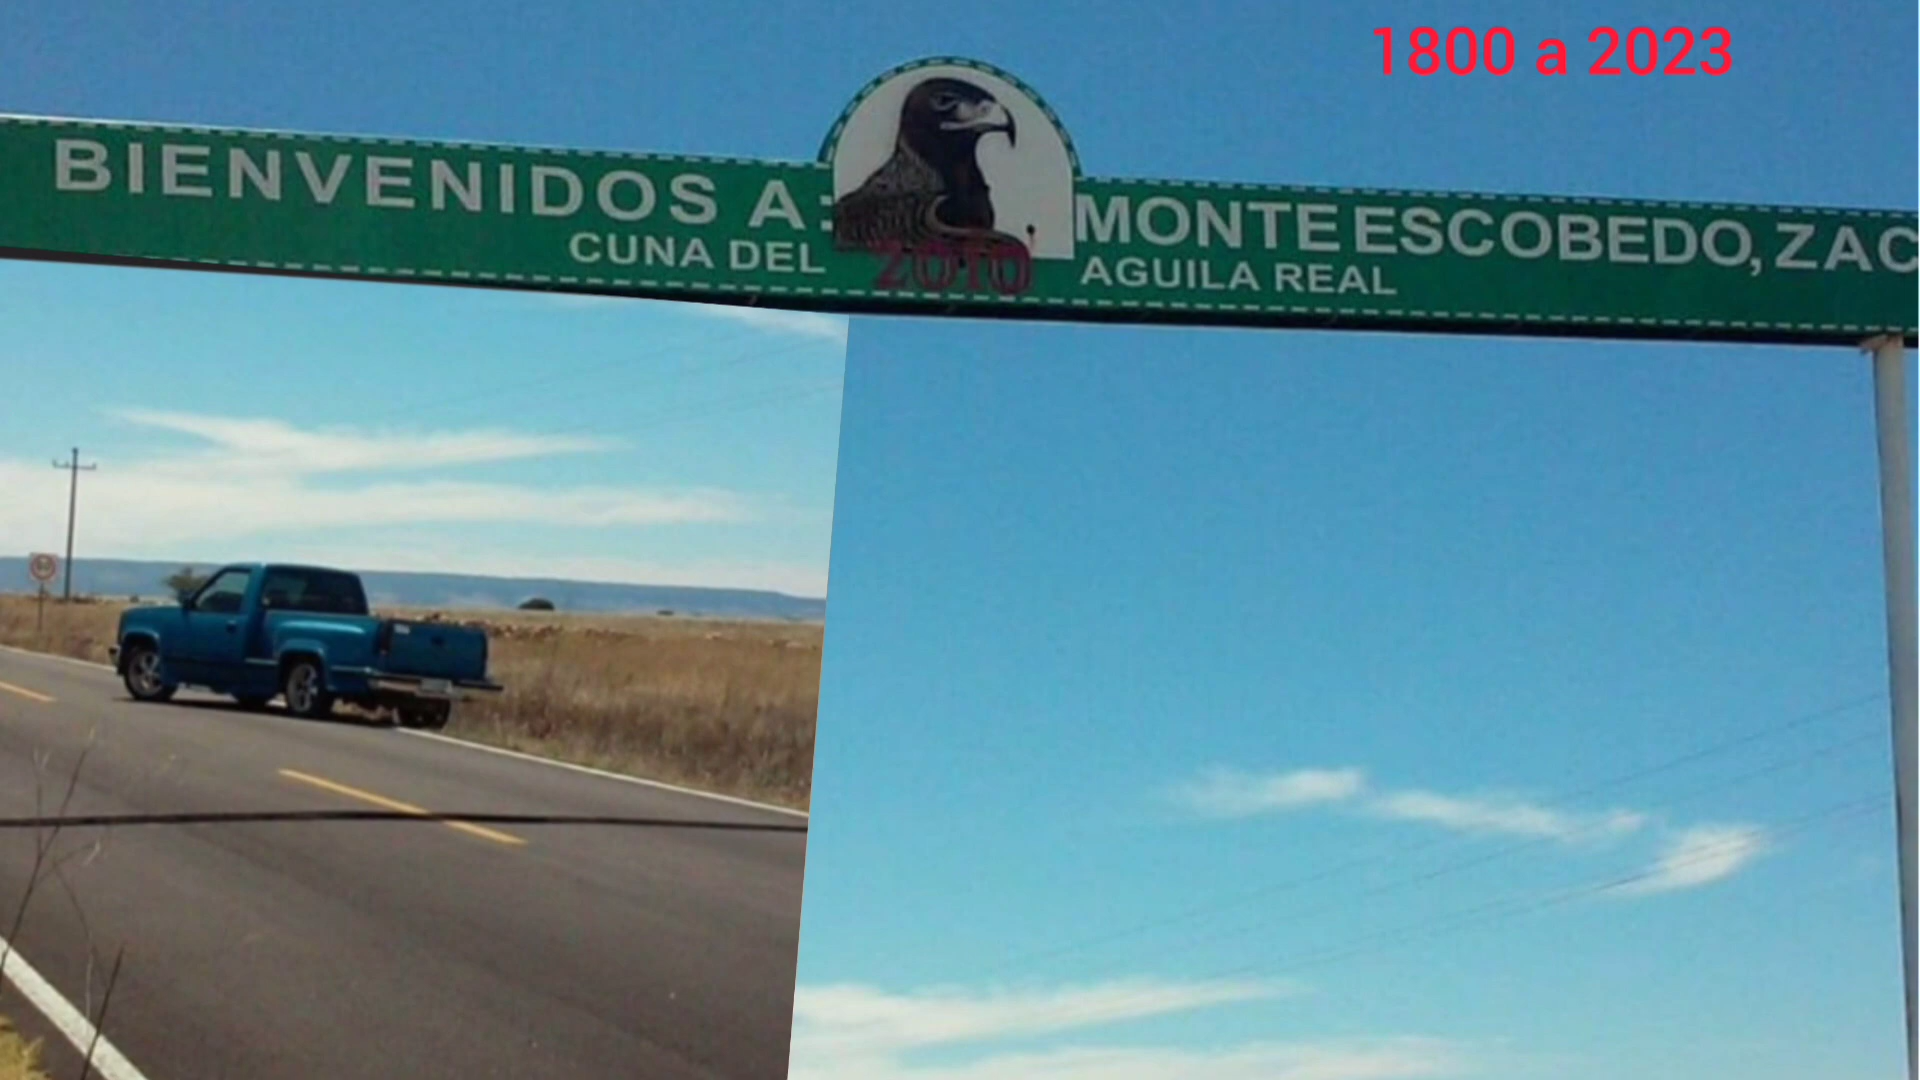 1800 a 2023
BIENVENIDOS A: MONTE ESCOBEDO, ZAC
CUNA DEL AGUILA REAL
2010